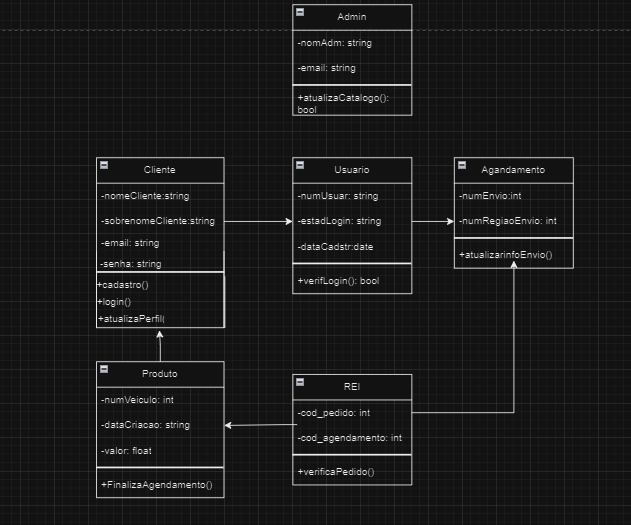 Admin
-nomAdm: string
-email: string
+atualizaCatalogo():
bool
Cliente
-nomeCliente:string
-sobrenomeCliente:string
-email: string
-senha: string
+cadastro()
+login()
+atualizaPerfil(
Usuario
-numUsuar: string
-estadLogin: string
-dataCadstr:date
+verifLogin(): bool
Agandamento
-numEnvio:int
-numRegiaoEnvio: int
+atualizarinfoEnvio()
Produto
-numVeiculo: int
-dataCriacao: string
-valor: float
+FinalizaAgendamento()
REI
-cod_pedido: int
-cod_agendamento: int
+verificaPedido()